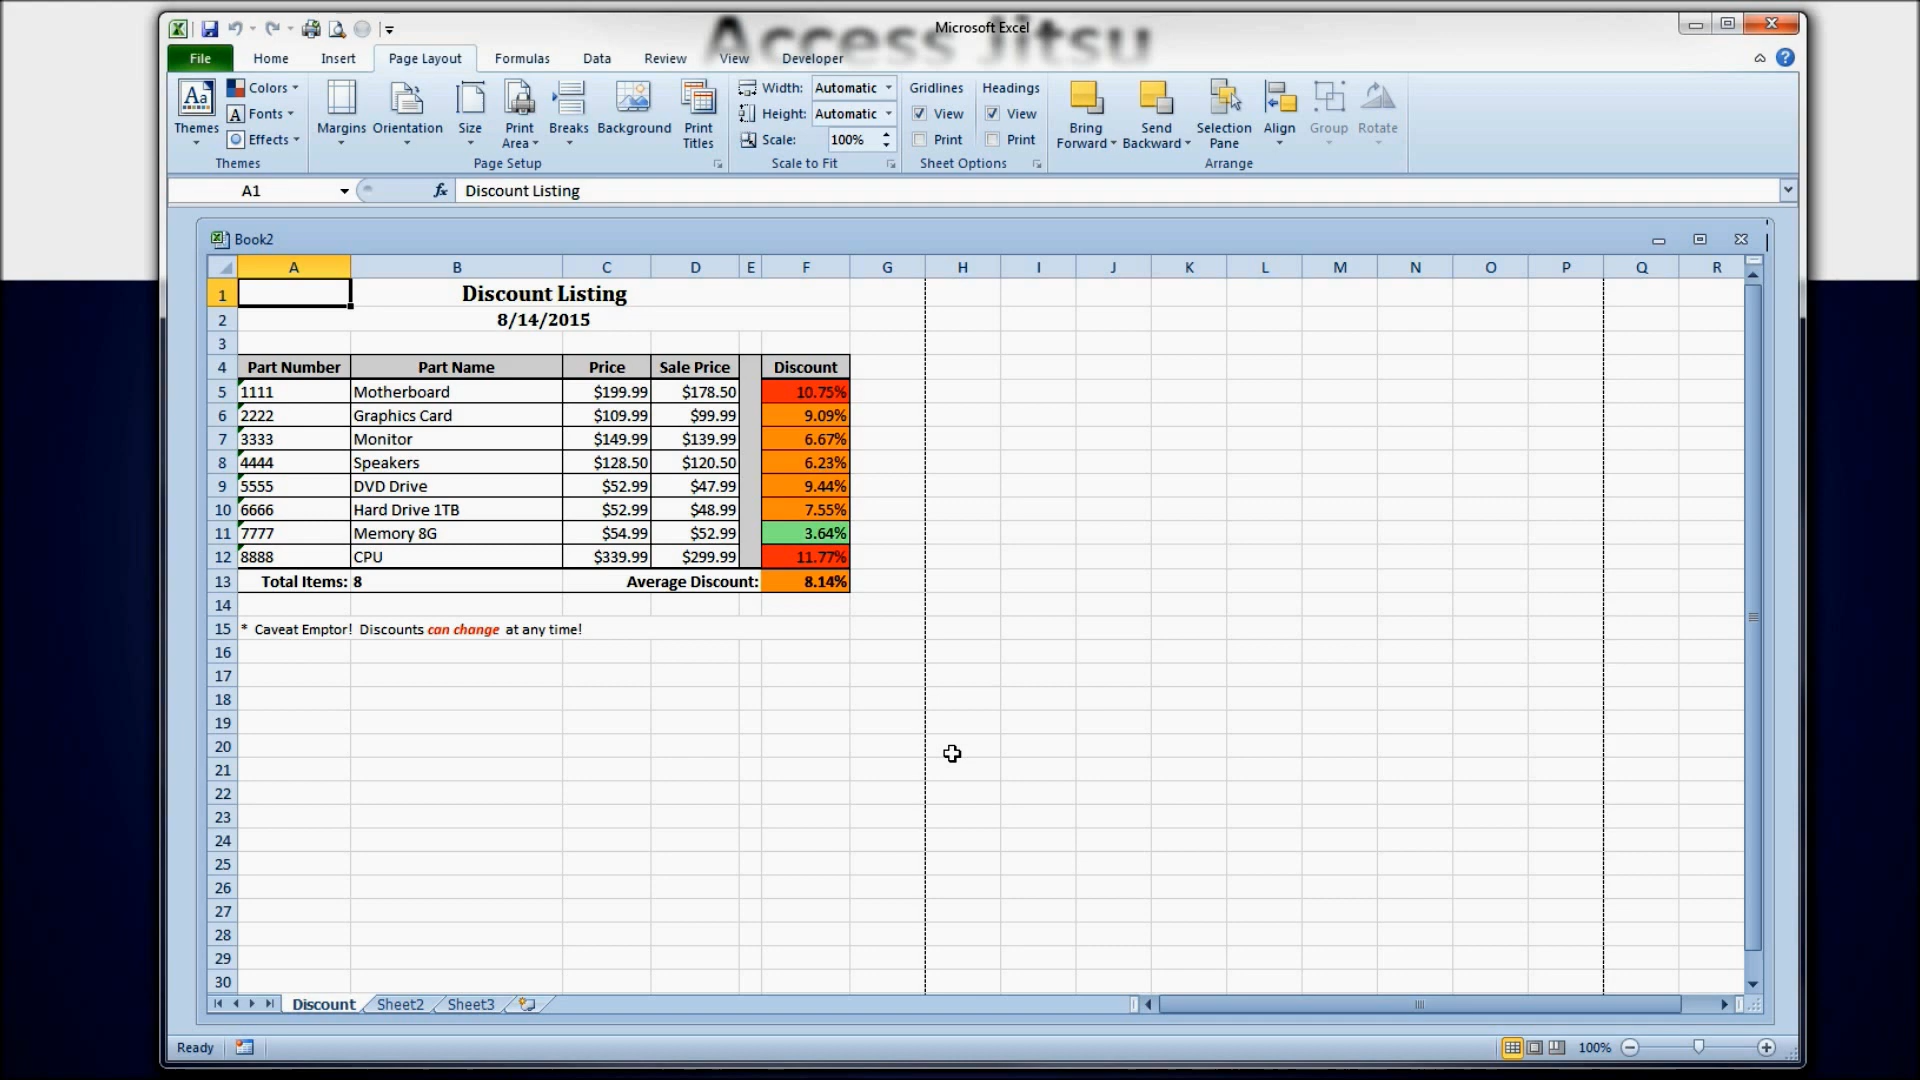 Access Jitsu
Microsoft Excel
File Home Insert Page Layout Formulas Data Review View Developer
Themes
Colors
Fonts
Effects
Themes
Margins Orientation Size Print Area Breaks Background Print Titles
Page Setup
Width: Automatic
Height: Automatic
Scale: 100%
Scale to Fit
Gridlines Headings
View View
Print Print
Sheet Options
Bring Forward Send Backward Selection Pane Align Group Rotate
Arrange
A1 fx Discount Listing
Book2
A B C D E F G H I J K L M N O P Q R
1 Discount Listing
2 8/14/2015
3
4 Part Number Part Name Price Sale Price Discount
5 1111 Motherboard $199.99 $178.50 10.75%
6 2222 Graphics Card $109.99 $99.99 9.09%
7 3333 Monitor $149.99 $139.99 6.67%
8 4444 Speakers $128.50 $120.50 6.23%
9 5555 DVD Drive $52.99 $47.99 9.44%
10 6666 Hard Drive 1TB $52.99 $48.99 7.55%
11 7777 Memory 8G $54.99 $52.99 3.64%
12 8888 CPU $339.99 $299.99 11.77%
13 Total Items: 8 Average Discount: 8.14%
14
15 * Caveat Emptor! Discounts can change at any time!
16
17
18
19
20
21
22
23
24
25
26
27
28
29
30
Discount Sheet2 Sheet3
Ready 100%